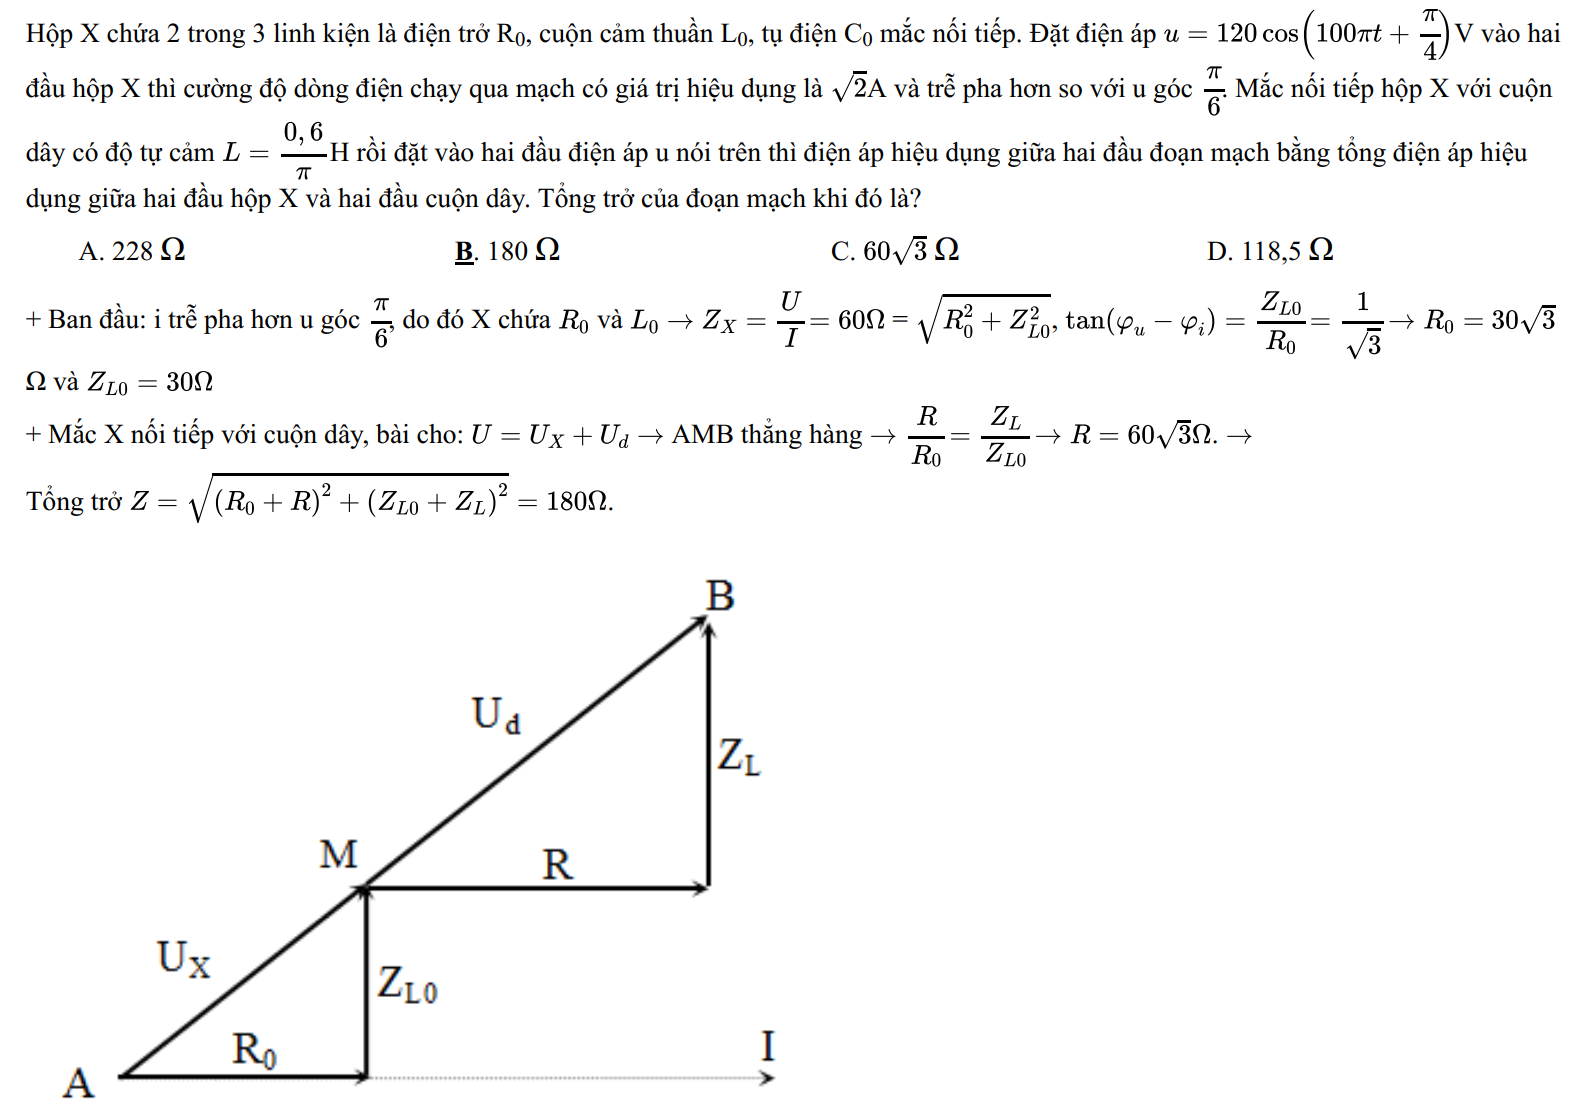 Hộp X chứa 2 trong 3 linh kiện là điện trở R₀, cuộn cảm thuần L₀, tụ điện C₀ mắc nối tiếp. Đặt điện áp u = 120 cos(100πt + π/4)V vào hai
đầu hộp X thì cường độ dòng điện chạy qua mạch có giá trị hiệu dụng là √2A và trễ pha hơn so với u góc π/6. Mắc nối tiếp hộp X với cuộn
dây có độ tự cảm L = 0,6/π H rồi đặt vào hai đầu điện áp u nói trên thì điện áp hiệu dụng giữa hai đầu đoạn mạch bằng tổng điện áp hiệu
dụng giữa hai đầu hộp X và hai đầu cuộn dây. Tổng trở của đoạn mạch khi đó là?
A. 228 Ω B. 180 Ω C. 60√3 Ω D. 118,5 Ω
+ Ban đầu: i trễ pha hơn u góc π/6, do đó X chứa R₀ và L₀ → Z_X = U/I = 60Ω = √(R₀² + Z_L0²), tan(φ_u − φ_i) = Z_L0/R₀ = 1/√3 → R₀ = 30√3
Ω và Z_L0 = 30Ω
+ Mắc X nối tiếp với cuộn dây, bài cho: U = U_X + U_d → AMB thẳng hàng → R/R₀ = Z_L/Z_L0 → R = 60√3Ω. →
Tổng trở Z = √((R₀ + R)² + (Z_L0 + Z_L)²) = 180Ω.
B
U_d
Z_L
M
R
U_X
Z_L0
R₀
I
A